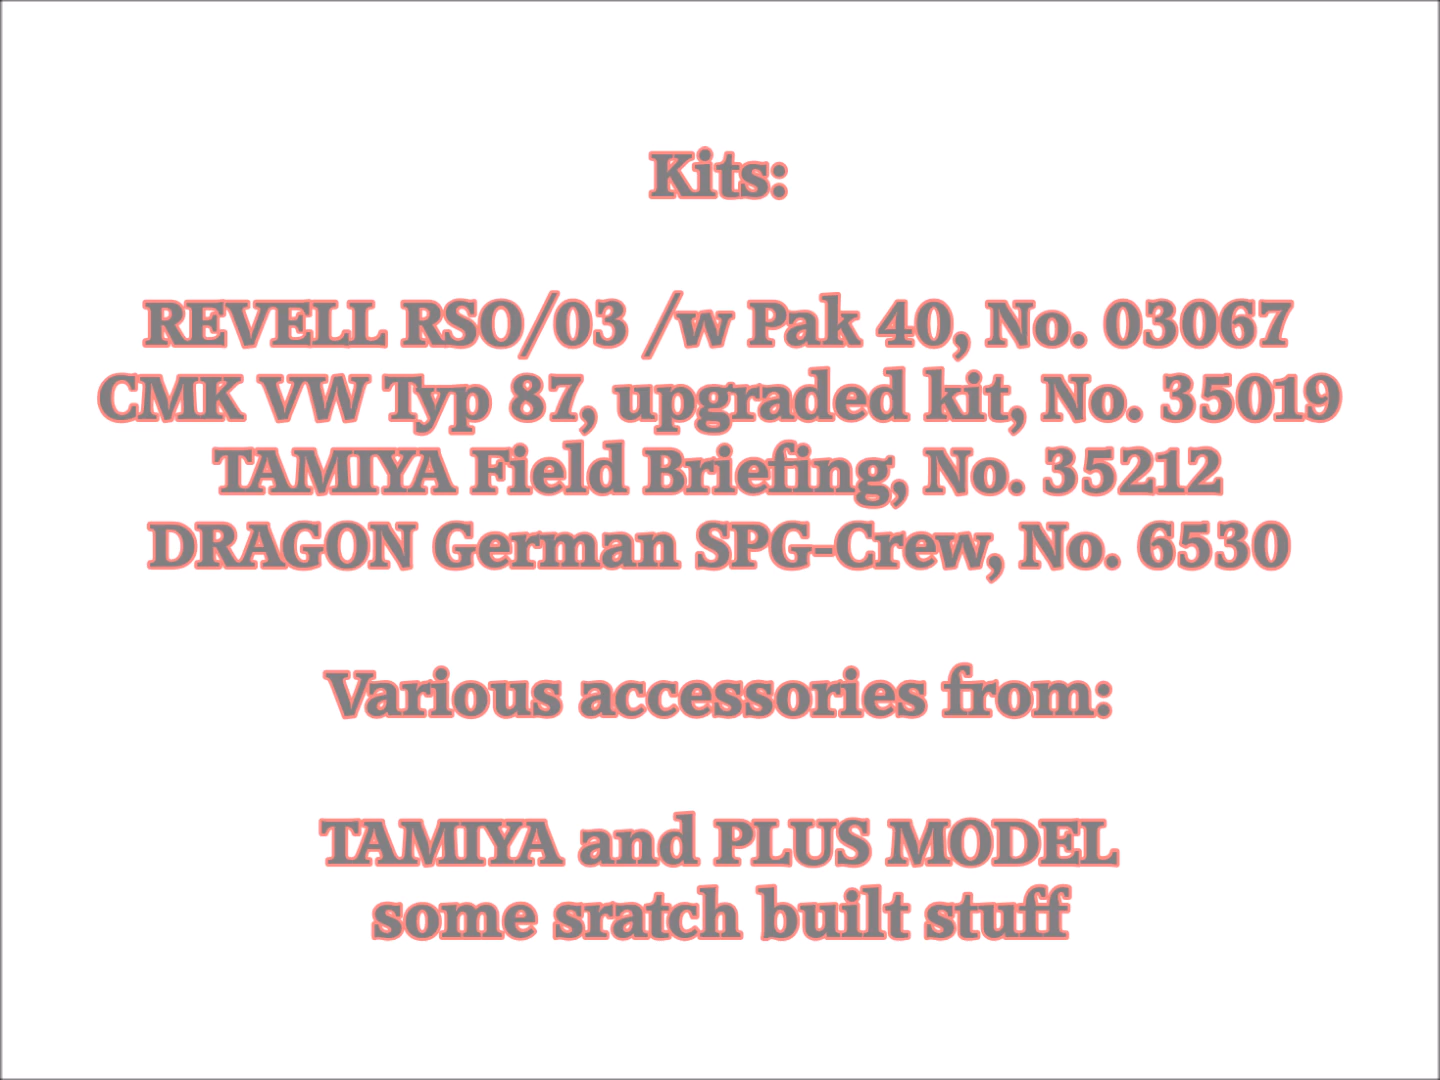 Kits:
REVELL RSO/03 /w Pak 40, No. 03067
CMK VW Typ 87, upgraded kit, No. 35019
TAMIYA Field Briefing, No. 35212
DRAGON German SPG-Crew, No. 6530
Various accessories from:
TAMIYA and PLUS MODEL
some sratch built stuff